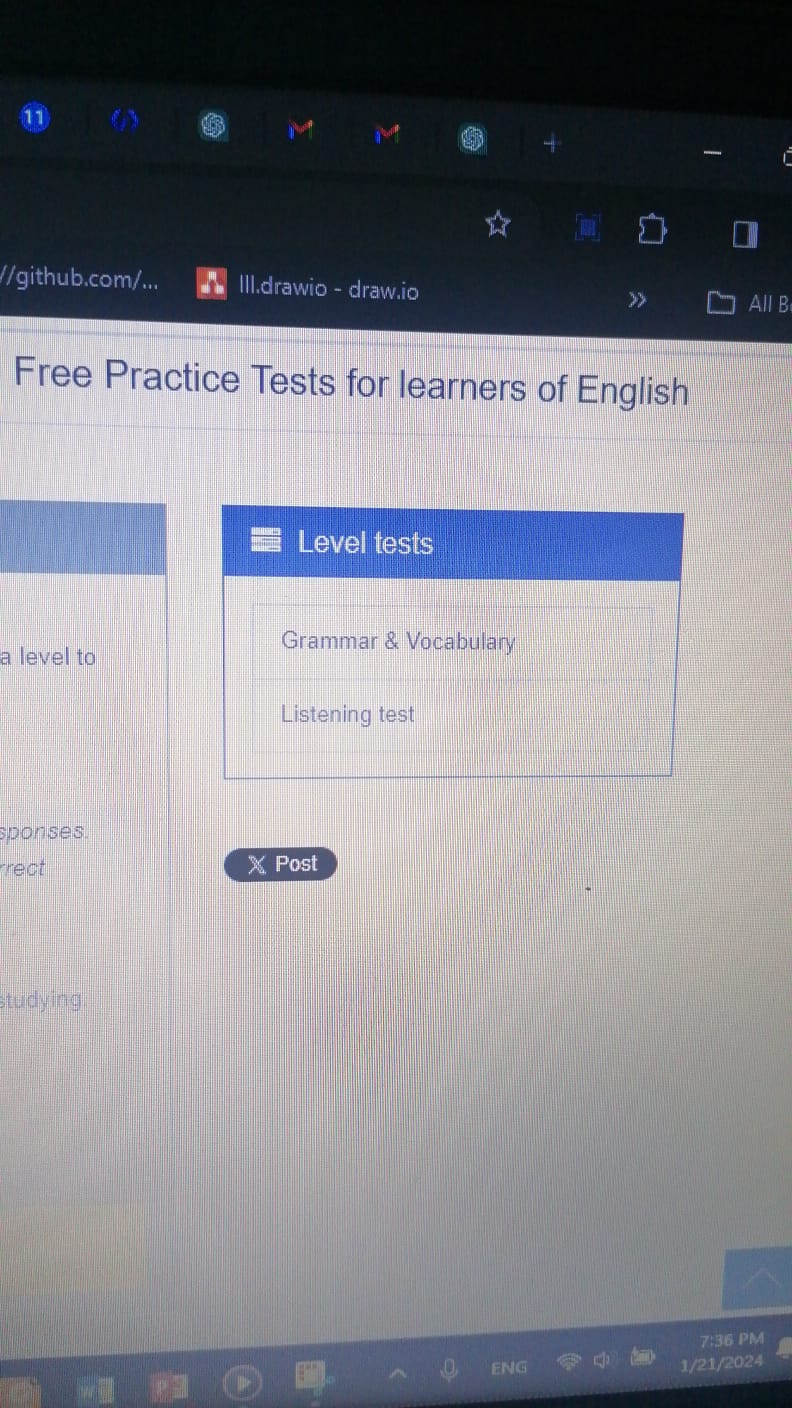 11
//github.com/...
III.drawio - draw.io
All
Free Practice Tests for learners of English
Level tests
Grammar & Vocabulary
a level to
Listening test
sponses.
rrect
X Post
studying.
7:36 PM
ENG
1/21/2024